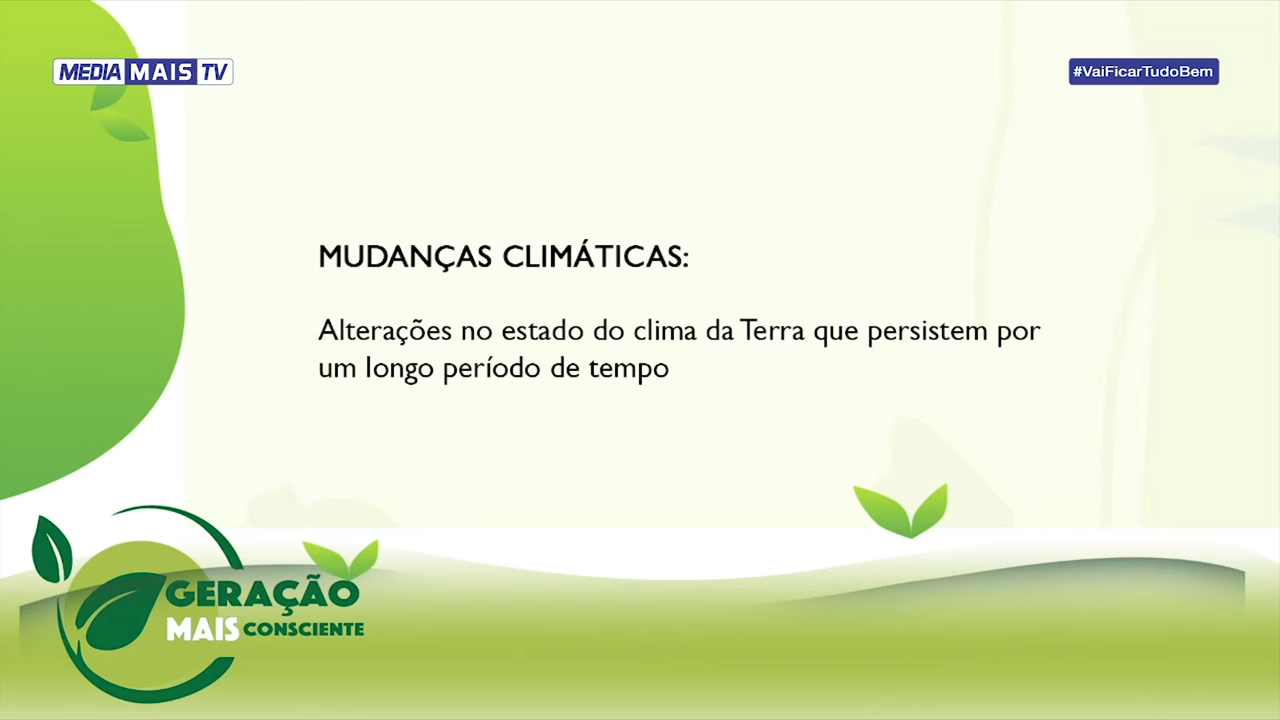 MEDIA MAIS TV
#VaiFicarTudoBem
MUDANÇAS CLIMÁTICAS:
Alterações no estado do clima da Terra que persistem por
um longo período de tempo
GERAÇÃO
MAIS CONSCIENTE